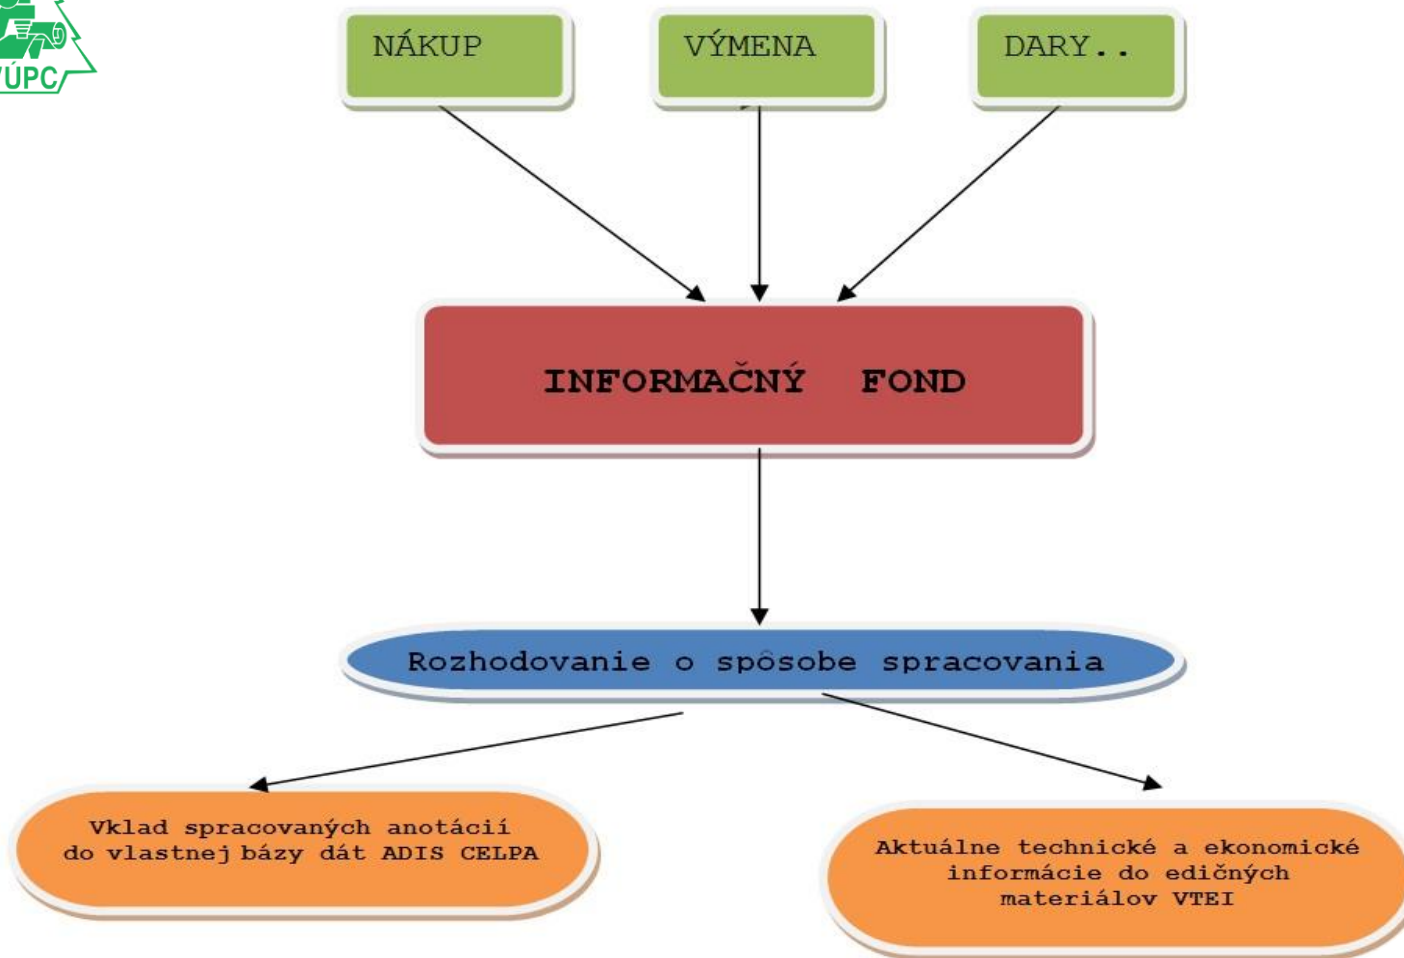 VÚPC
NÁKUP
VÝMENA
DARY..
INFORMAČNÝ FOND
Rozhodovanie o spôsobe spracovania
Vklad spracovaných anotácií
do vlastnej bázy dát ADIS CELPA
Aktuálne technické a ekonomické
informácie do edičných
materiálov VTEI